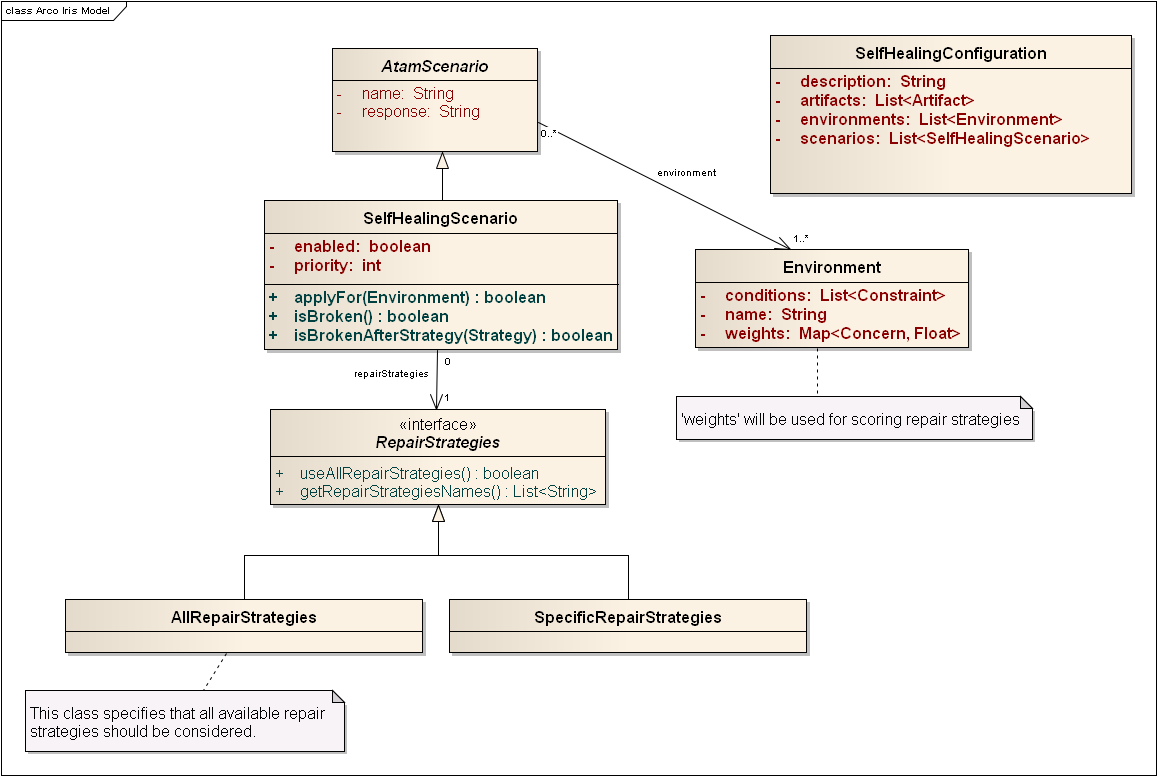 class Arco Iris Model
AtamScenario
- name: String
- response: String
SelfHealingConfiguration
- description: String
- artifacts: List<Artifact>
- environments: List<Environment>
- scenarios: List<SelfHealingScenario>
0..*
environment
1..*
SelfHealingScenario
- enabled: boolean
- priority: int
+ applyFor(Environment) : boolean
+ isBroken() : boolean
+ isBrokenAfterStrategy(Strategy) : boolean
Environment
- conditions: List<Constraint>
- name: String
- weights: Map<Concern, Float>
0
repairStrategies
1
'weights' will be used for scoring repair strategies
«interface»
RepairStrategies
+ useAllRepairStrategies() : boolean
+ getRepairStrategiesNames() : List<String>
AllRepairStrategies
SpecificRepairStrategies
This class specifies that all available repair
strategies should be considered.